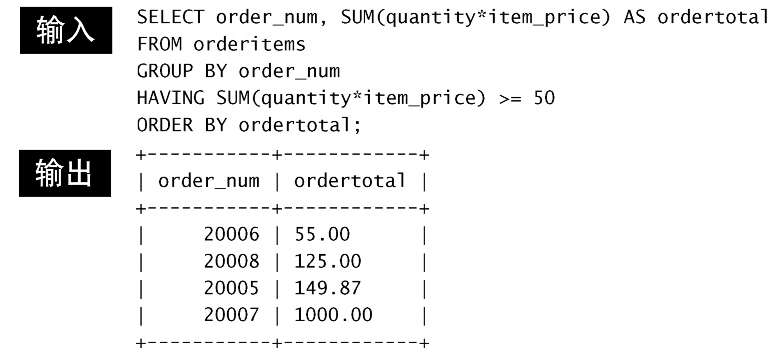 输入
SELECT order_num, SUM(quantity*item_price) AS ordertotal
FROM orderitems
GROUP BY order_num
HAVING SUM(quantity*item_price) >= 50
ORDER BY ordertotal;
输出
+-----------+------------+
| order_num | ordertotal |
+-----------+------------+
|     20006 | 55.00      |
|     20008 | 125.00     |
|     20005 | 149.87     |
|     20007 | 1000.00    |
+-----------+------------+